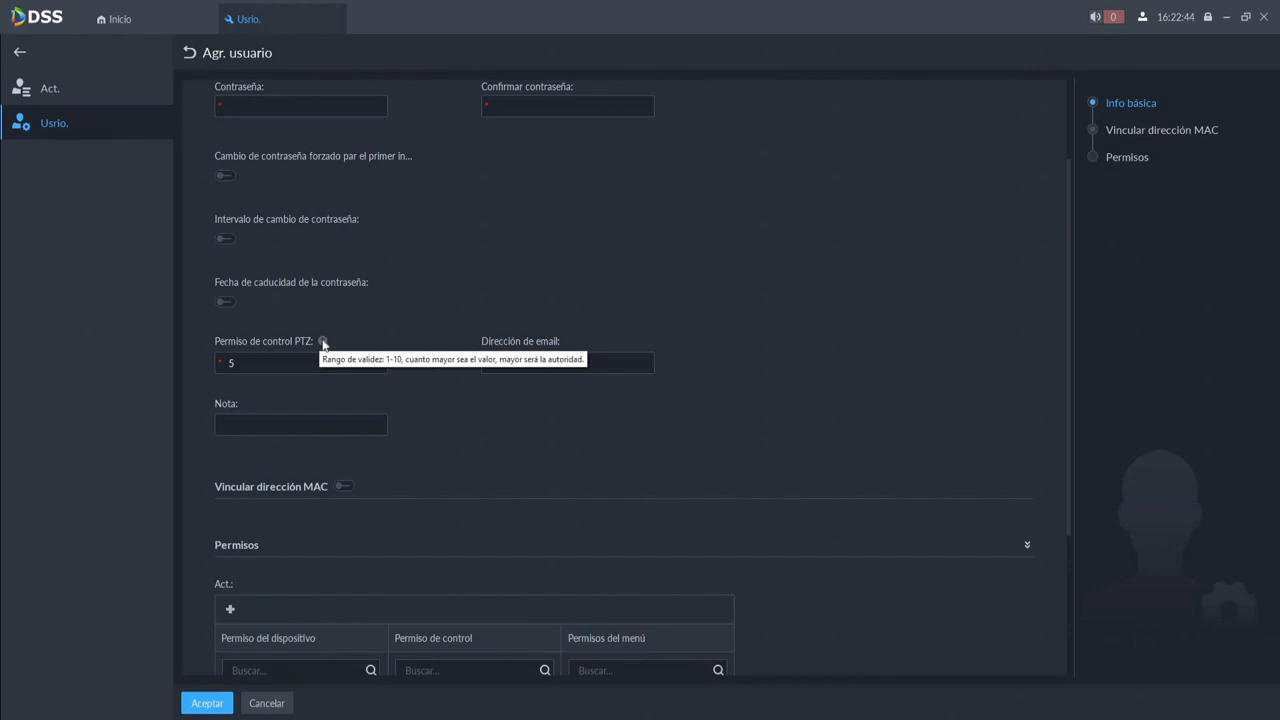 DSS
Inicio
Usrio.
0
16:22:44
Agr. usuario
Act.
Usrio.
Contraseña:
Confirmar contraseña:
*
*
Cambio de contraseña forzado par el primer in...
Intervalo de cambio de contraseña:
Fecha de caducidad de la contraseña:
Permiso de control PTZ:
Dirección de email:
Rango de validez: 1-10, cuanto mayor sea el valor, mayor será la autoridad.
* 5
Nota:
Vincular dirección MAC
Permisos
Act.:
Permiso del dispositivo
Permiso de control
Permisos del menú
Buscar...
Buscar...
Buscar...
Aceptar
Cancelar
Info básica
Vincular dirección MAC
Permisos